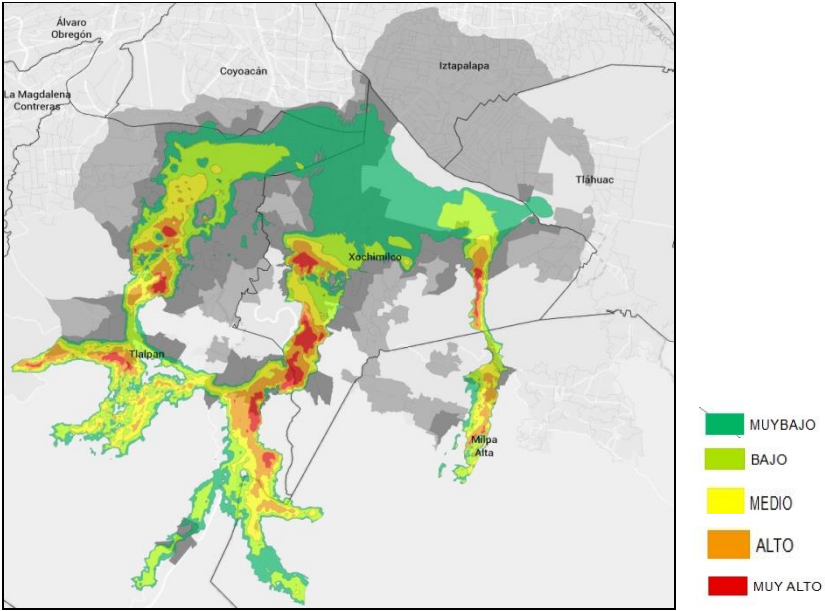 Álvaro
Obregón
Coyoacán
Iztapalapa
La Magdalena
Contreras
Tláhuac
Xochimilco
Tlalpan
Milpa
Alta
MUYBAJO
BAJO
MEDIO
ALTO
MUY ALTO